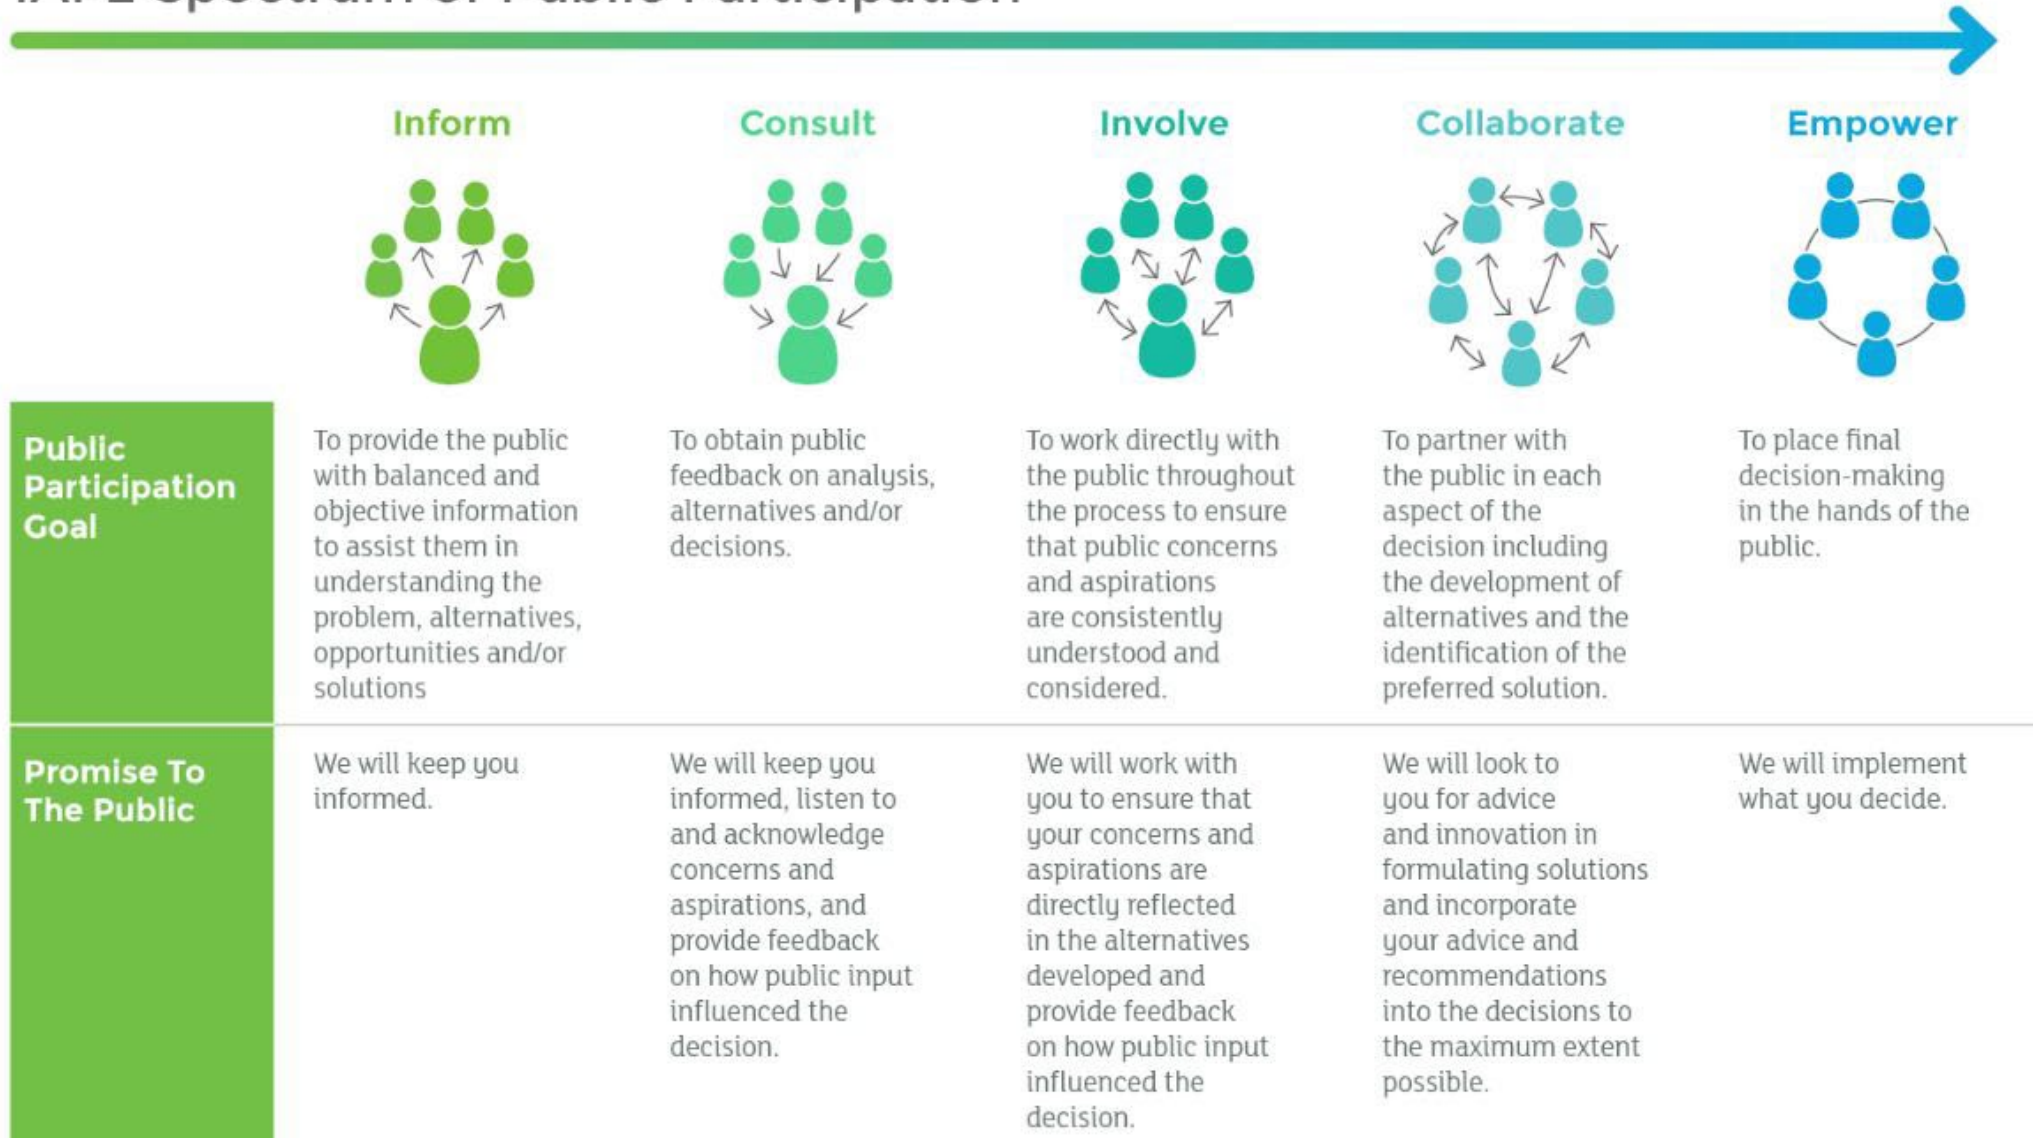 IAP2 Spectrum of Public Participation
Inform
Consult
Involve
Collaborate
Empower
Public
Participation
Goal
To provide the public
with balanced and
objective information
to assist them in
understanding the
problem, alternatives,
opportunities and/or
solutions
To obtain public
feedback on analysis,
alternatives and/or
decisions.
To work directly with
the public throughout
the process to ensure
that public concerns
and aspirations
are consistently
understood and
considered.
To partner with
the public in each
aspect of the
decision including
the development of
alternatives and the
identification of the
preferred solution.
To place final
decision-making
in the hands of the
public.
Promise To
The Public
We will keep you
informed.
We will keep you
informed, listen to
and acknowledge
concerns and
aspirations, and
provide feedback
on how public input
influenced the
decision.
We will work with
you to ensure that
your concerns and
aspirations are
directly reflected
in the alternatives
developed and
provide feedback
on how public input
influenced the
decision.
We will look to
you for advice
and innovation in
formulating solutions
and incorporate
your advice and
recommendations
into the decisions to
the maximum extent
possible.
We will implement
what you decide.